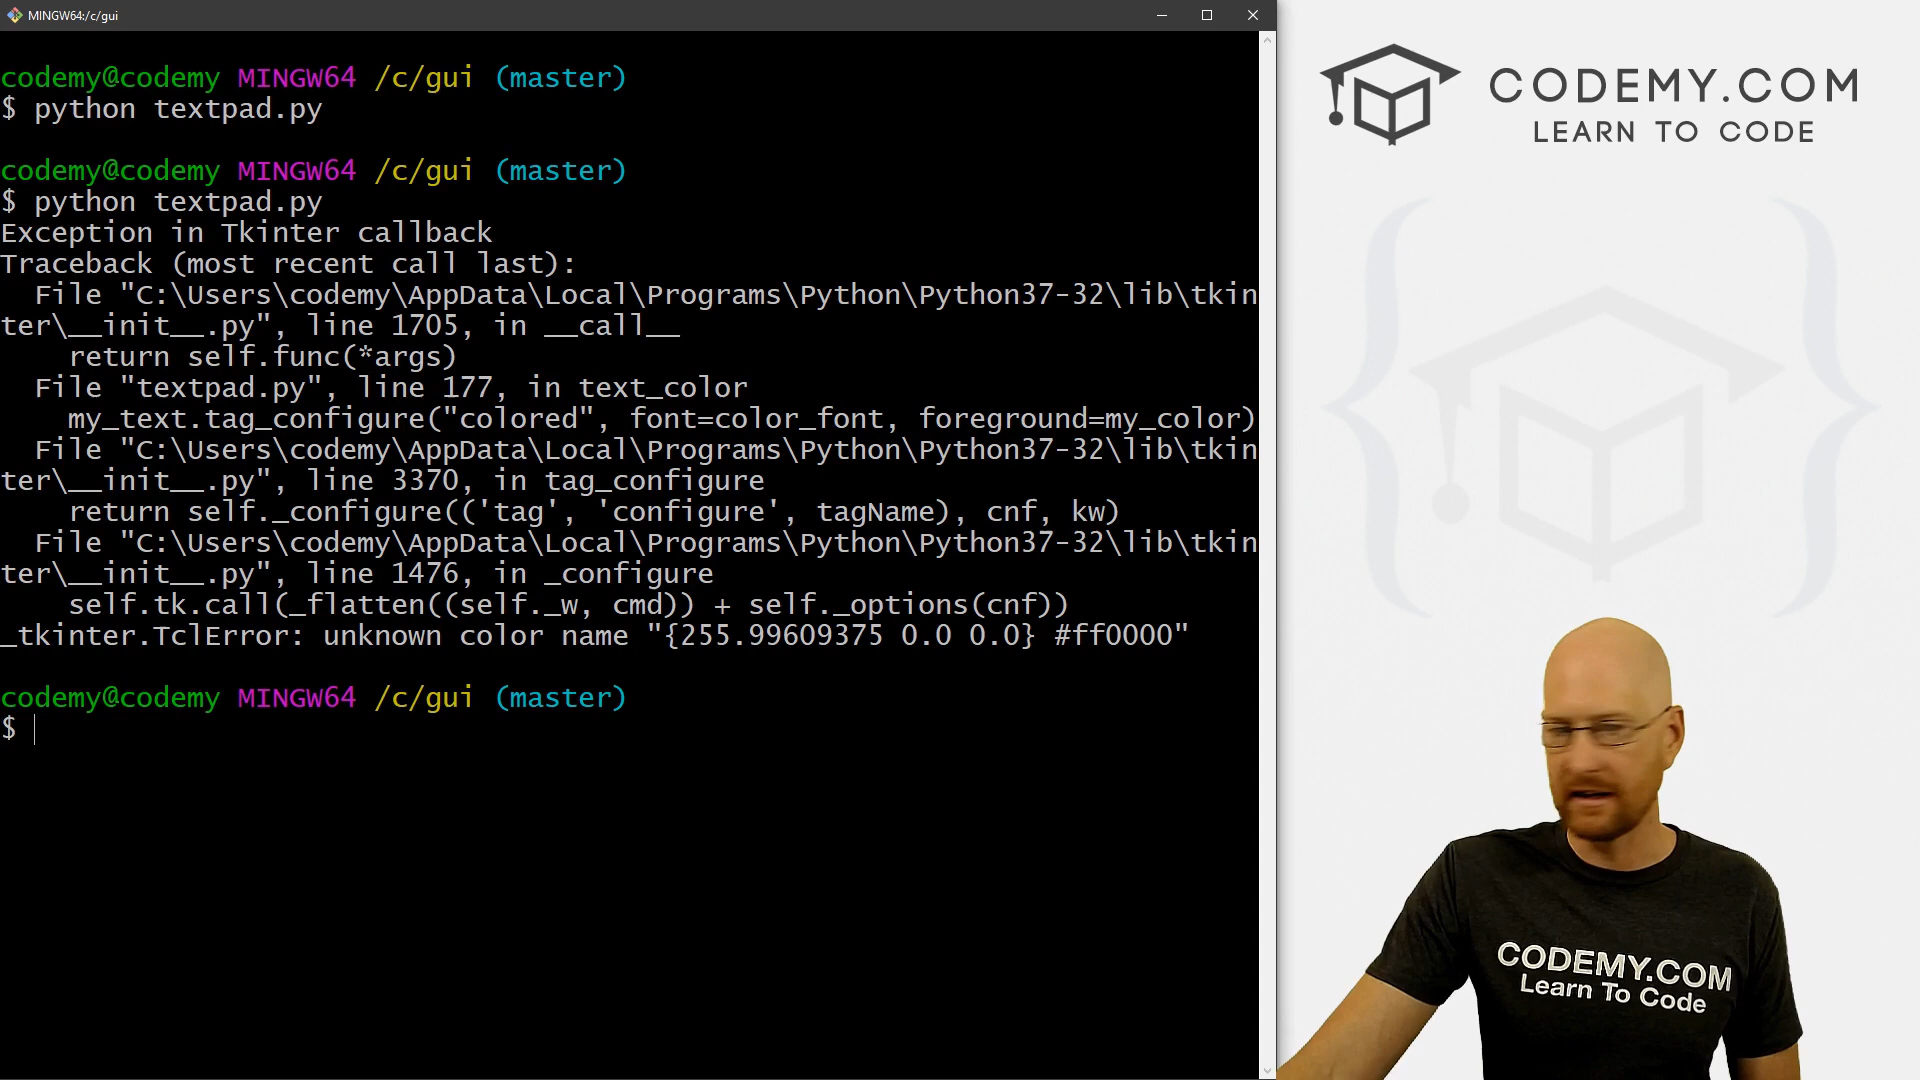 MINGW64:/c/gui
codemy@codemy MINGW64 /c/gui (master)
$ python textpad.py
codemy@codemy MINGW64 /c/gui (master)
$ python textpad.py
Exception in Tkinter callback
Traceback (most recent call last):
  File "C:\Users\codemy\AppData\Local\Programs\Python\Python37-32\lib\tkin
ter\__init__.py", line 1705, in __call__
    return self.func(*args)
  File "textpad.py", line 177, in text_color
    my_text.tag_configure("colored", font=color_font, foreground=my_color)
  File "C:\Users\codemy\AppData\Local\Programs\Python\Python37-32\lib\tkin
ter\__init__.py", line 3370, in tag_configure
    return self._configure(('tag', 'configure', tagName), cnf, kw)
  File "C:\Users\codemy\AppData\Local\Programs\Python\Python37-32\lib\tkin
ter\__init__.py", line 1476, in _configure
    self.tk.call(_flatten((self._w, cmd)) + self._options(cnf))
_tkinter.TclError: unknown color name "{255.99609375 0.0 0.0} #ff0000"
codemy@codemy MINGW64 /c/gui (master)
$
CODEMY.COM
LEARN TO CODE
CODEMY.COM
Learn To Code